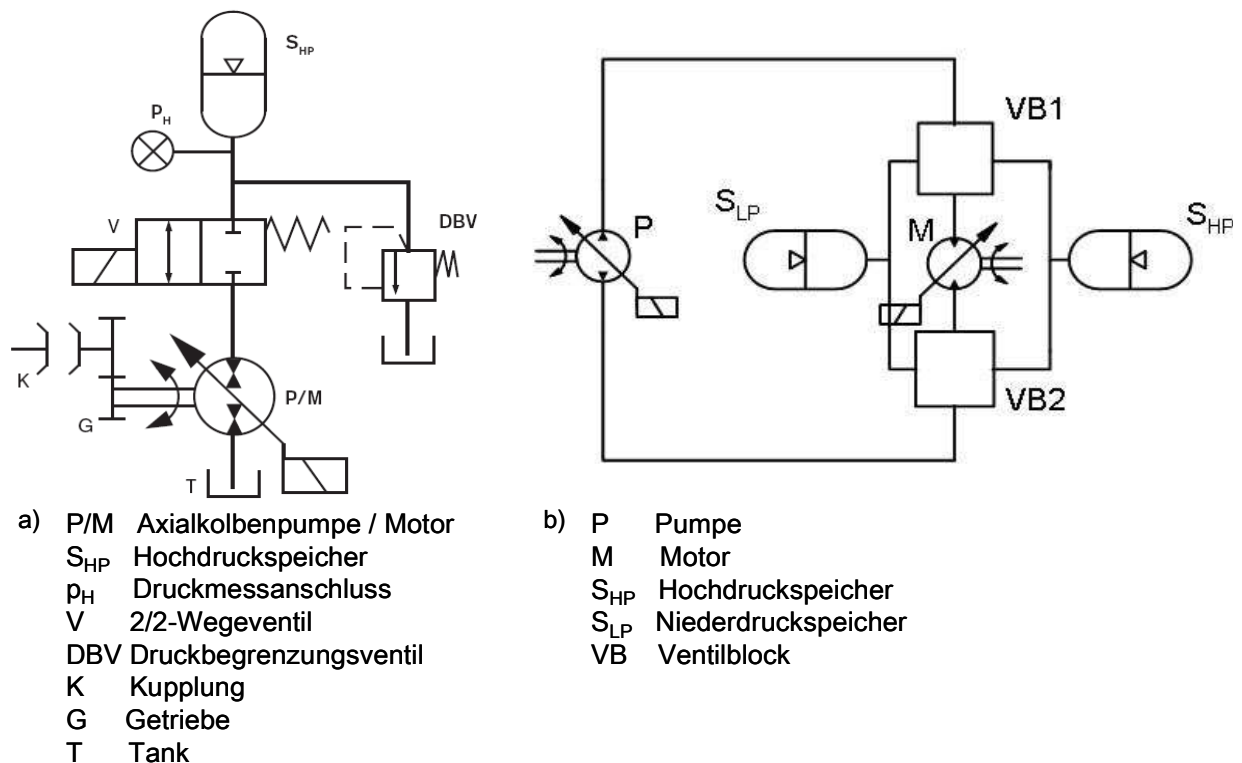 S_HP
P_H
V
DBV
K
G
P/M
T
VB1
S_LP
P
M
S_HP
VB2
a) P/M Axialkolbenpumpe / Motor
S_HP Hochdruckspeicher
p_H Druckmessanschluss
V 2/2-Wegeventil
DBV Druckbegrenzungsventil
K Kupplung
G Getriebe
T Tank
b) P Pumpe
M Motor
S_HP Hochdruckspeicher
S_LP Niederdruckspeicher
VB Ventilblock